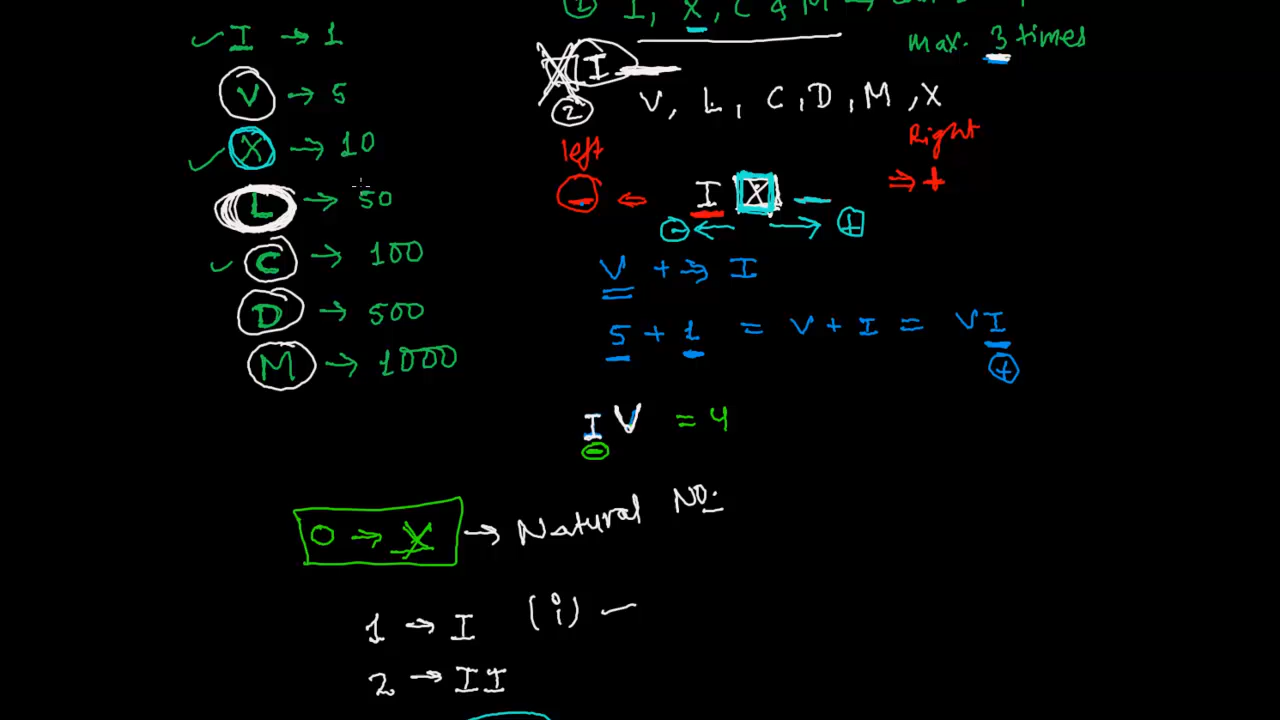 I → 1
V → 5
X → 10
L → 50
C → 100
D → 500
M → 1000
① I, X, C & M →
max. 3 times
X I
② V, L, C, D, M, X
left
Right
- ⇐ I X ⇒ +
- ← → +
V + ⇒ I
5 + 1 = V + I = VI
+
IV = 4
-
0 → X → Natural No.
1 → I (i) -
2 → II